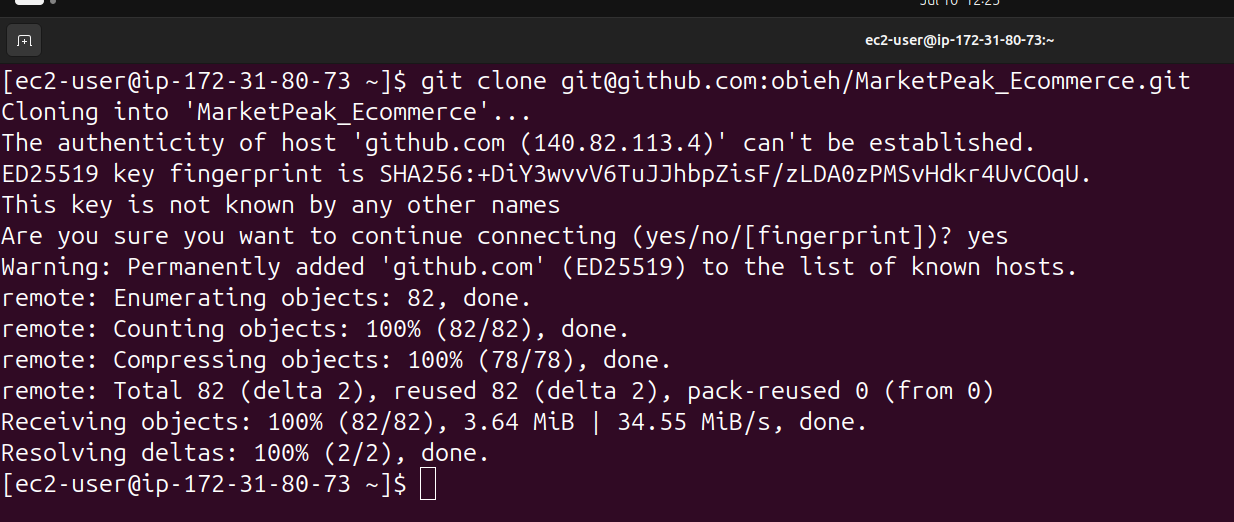 Jul 10 12:25
ec2-user@ip-172-31-80-73:~
[ec2-user@ip-172-31-80-73 ~]$ git clone git@github.com:obieh/MarketPeak_Ecommerce.git
Cloning into 'MarketPeak_Ecommerce'...
The authenticity of host 'github.com (140.82.113.4)' can't be established.
ED25519 key fingerprint is SHA256:+DiY3wvvV6TuJJhbpZisF/zLDA0zPMSvHdkr4UvCOqU.
This key is not known by any other names
Are you sure you want to continue connecting (yes/no/[fingerprint])? yes
Warning: Permanently added 'github.com' (ED25519) to the list of known hosts.
remote: Enumerating objects: 82, done.
remote: Counting objects: 100% (82/82), done.
remote: Compressing objects: 100% (78/78), done.
remote: Total 82 (delta 2), reused 82 (delta 2), pack-reused 0 (from 0)
Receiving objects: 100% (82/82), 3.64 MiB | 34.55 MiB/s, done.
Resolving deltas: 100% (2/2), done.
[ec2-user@ip-172-31-80-73 ~]$